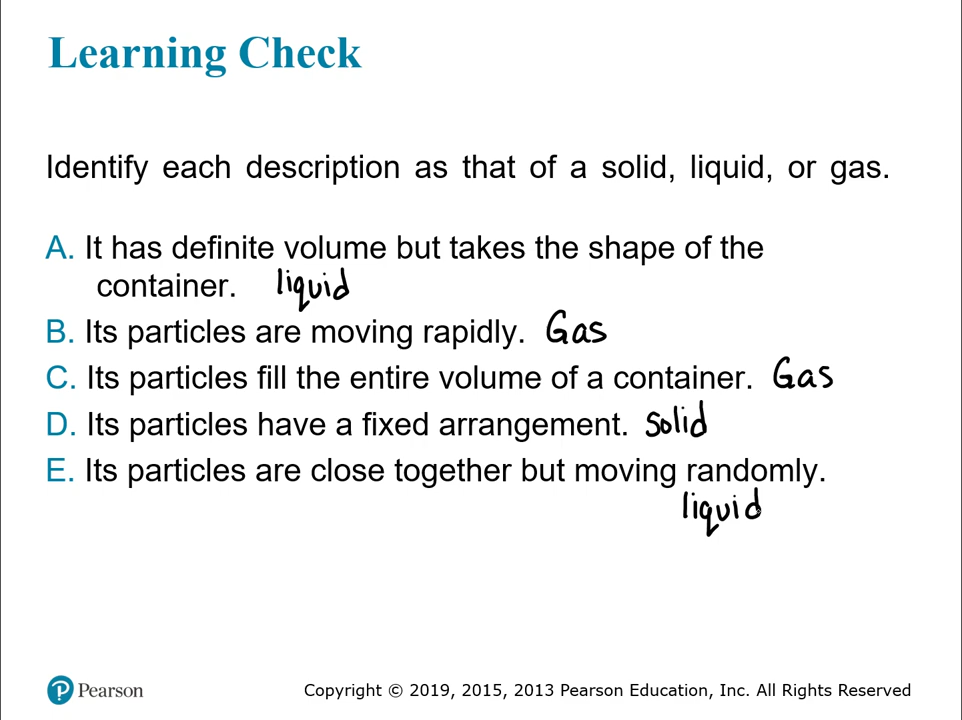 Learning Check
Identify each description as that of a solid, liquid, or gas.
A. It has definite volume but takes the shape of the
container. liquid
B. Its particles are moving rapidly. Gas
C. Its particles fill the entire volume of a container. Gas
D. Its particles have a fixed arrangement. solid
E. Its particles are close together but moving randomly.
liquid
P Pearson Copyright © 2019, 2015, 2013 Pearson Education, Inc. All Rights Reserved